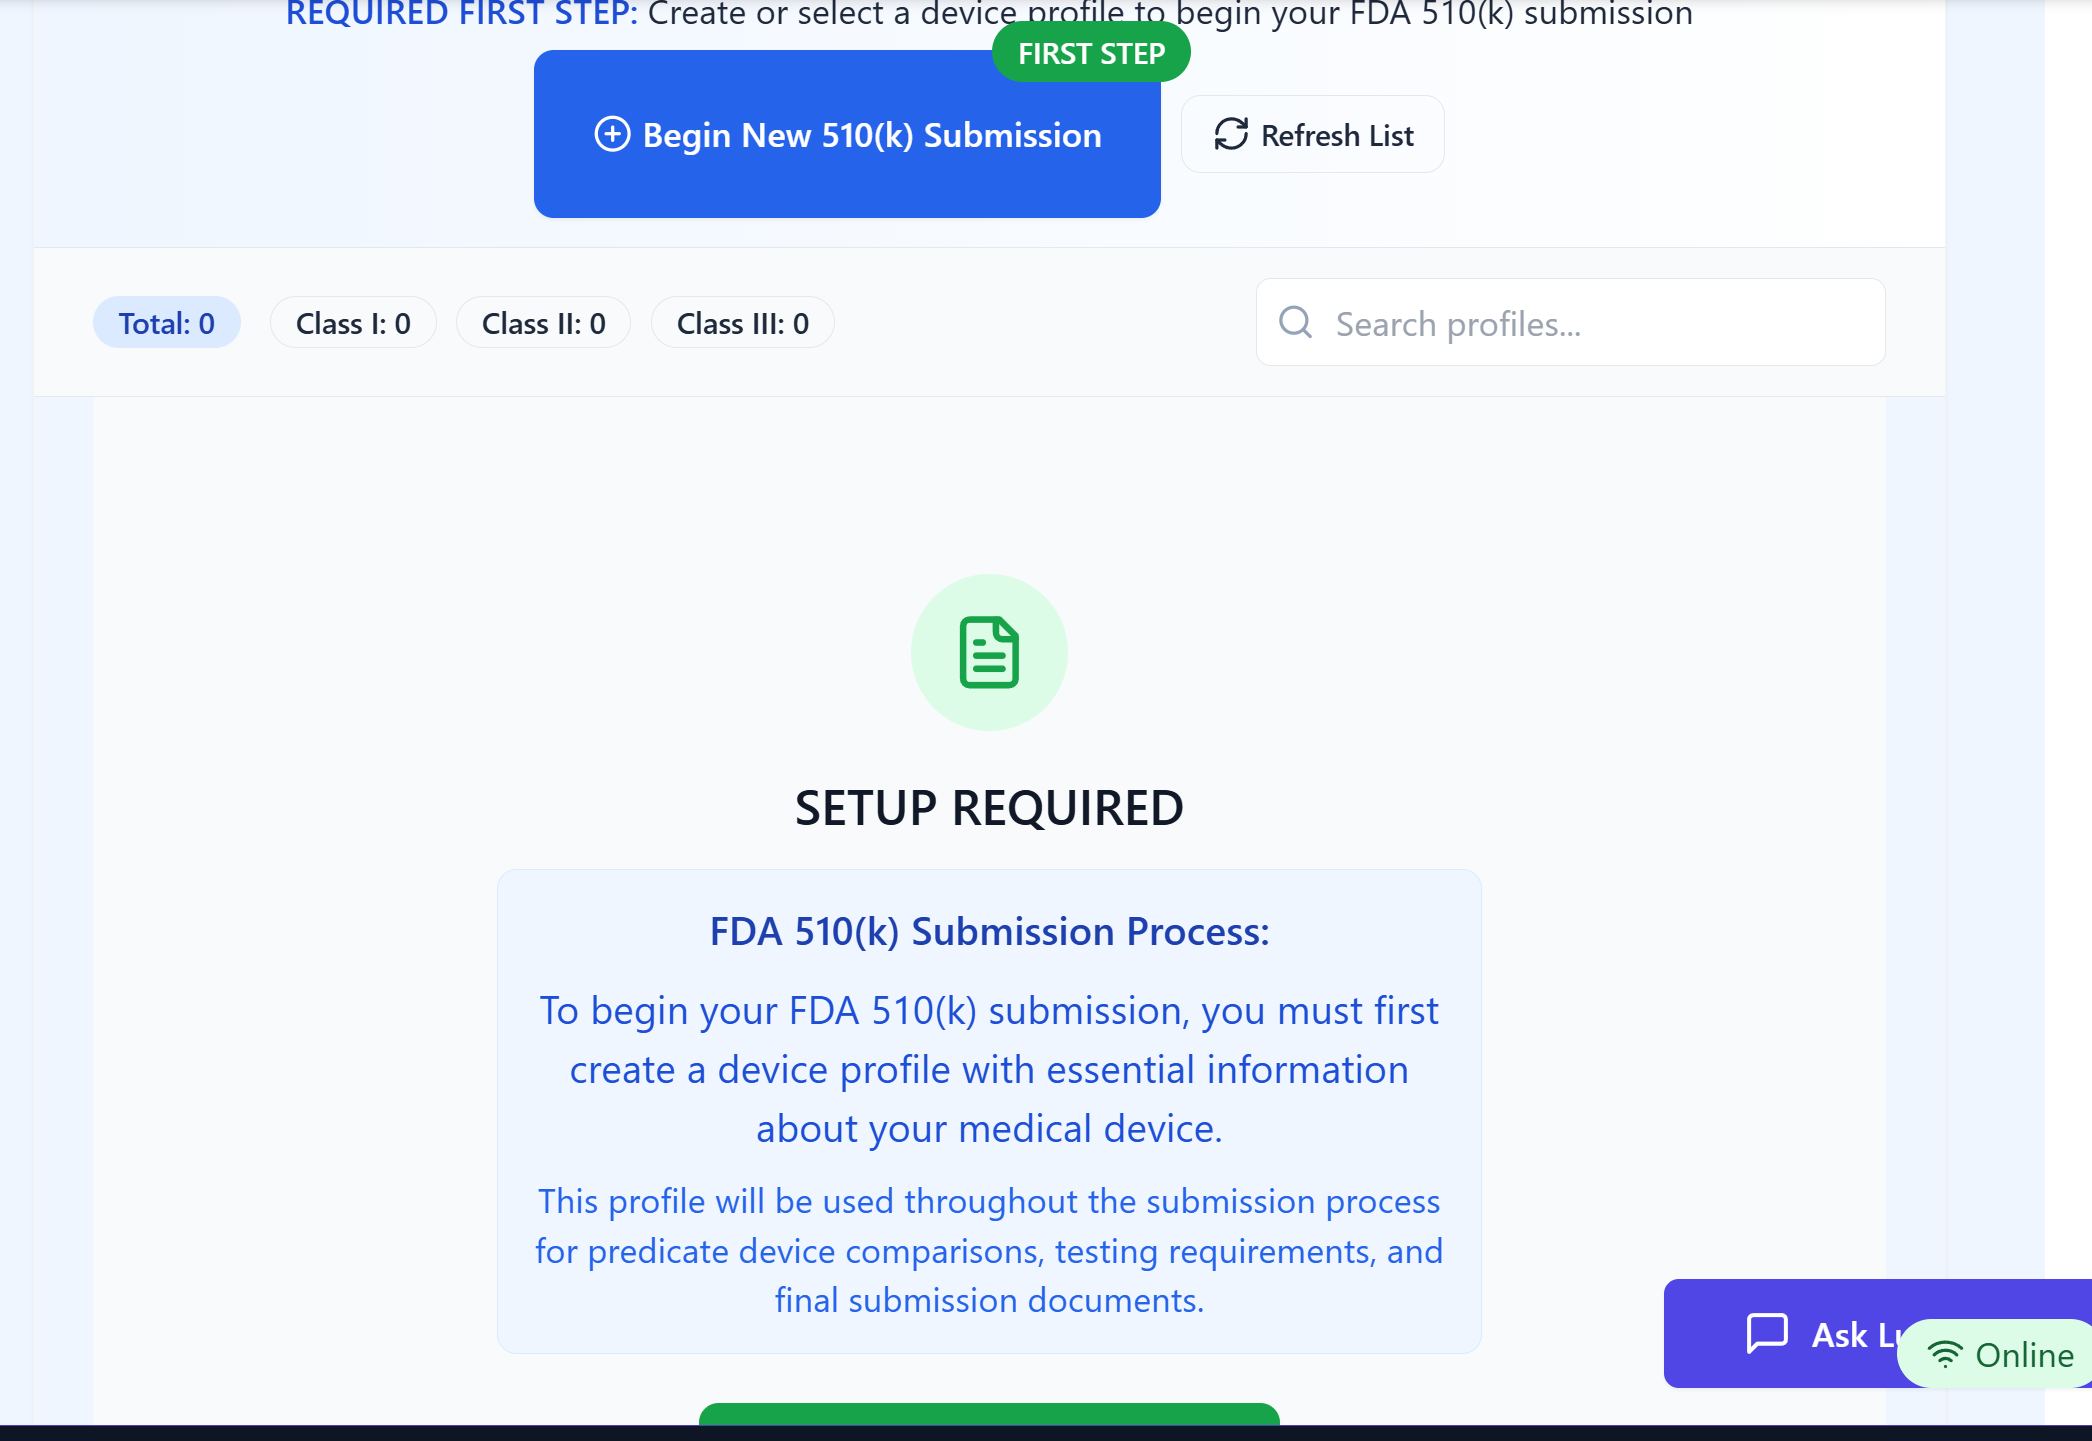 REQUIRED FIRST STEP: Create or select a device profile to begin your FDA 510(k) submission
FIRST STEP
Begin New 510(k) Submission
Refresh List
Total: 0
Class I: 0
Class II: 0
Class III: 0
Search profiles...
SETUP REQUIRED
FDA 510(k) Submission Process:
To begin your FDA 510(k) submission, you must first
create a device profile with essential information
about your medical device.
This profile will be used throughout the submission process
for predicate device comparisons, testing requirements, and
final submission documents.
Ask
Online